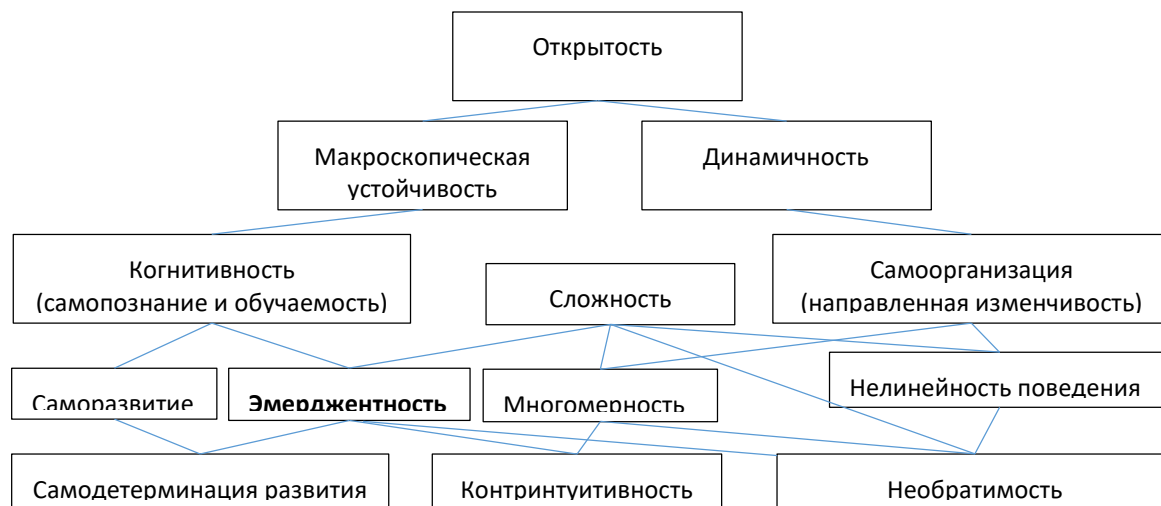 Открытость
Макроскопическая
устойчивость
Динамичность
Когнитивность
(самопознание и обучаемость)
Сложность
Самоорганизация
(направленная изменчивость)
Саморазвитие
Эмерджентность
Многомерность
Нелинейность поведения
Самодетерминация развития
Контринтуитивность
Необратимость